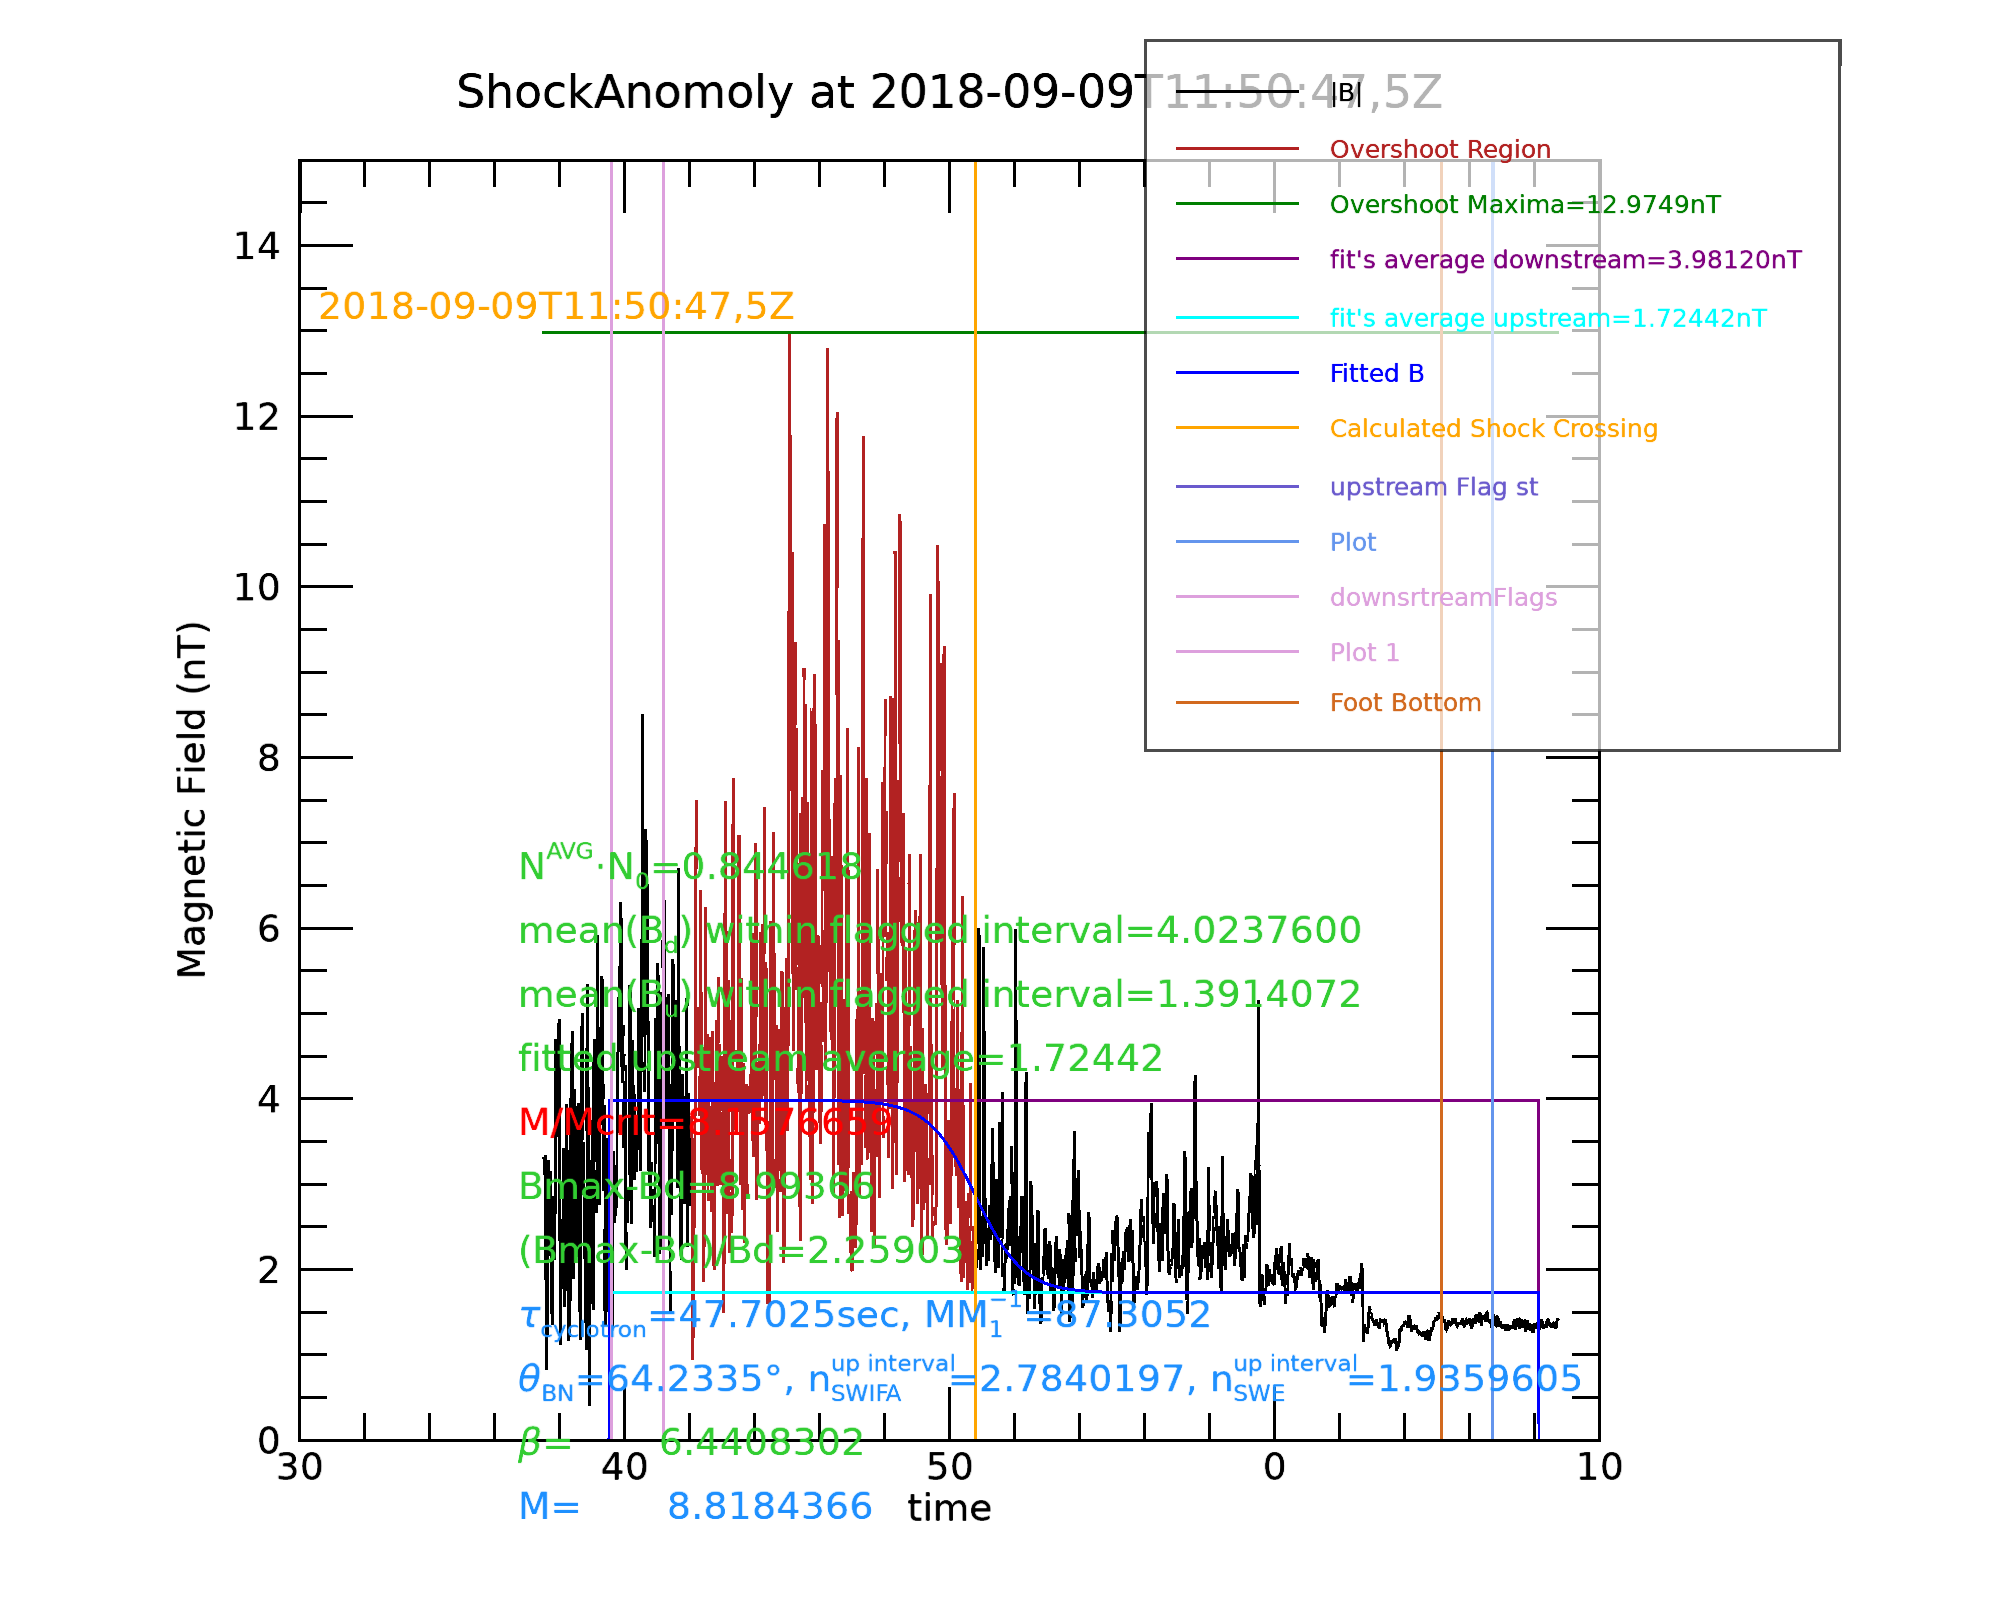 ShockAnomoly at 2018-09-09T11:50:47,5Z
|B|
Overshoot Region
Overshoot Maxima=12.9749nT
fit's average downstream=3.98120nT
fit's average upstream=1.72442nT
Fitted B
Calculated Shock Crossing
upstream Flag st
Plot
downsrtreamFlags
Plot 1
Foot Bottom
2018-09-09T11:50:47,5Z
14
12
10
8
6
4
2
0
Magnetic Field (nT)
N^AVG·N_0=0.844618
mean(B_d) within flagged interval=4.0237600
mean(B_u) within flagged interval=1.3914072
fitted upstream average=1.72442
M/Mcrit=8.1576659
Bmax-Bd=8.99366
(Bmax-Bd)/Bd=2.25903
τ_cyclotron=47.7025sec, MM_1^−1=87.3052
θ_BN=64.2335°, n_SWIFA^up interval=2.7840197, n_SWE^up interval=1.9359605
β= 6.4408302
M= 8.8184366
30 40 50 0 10
time